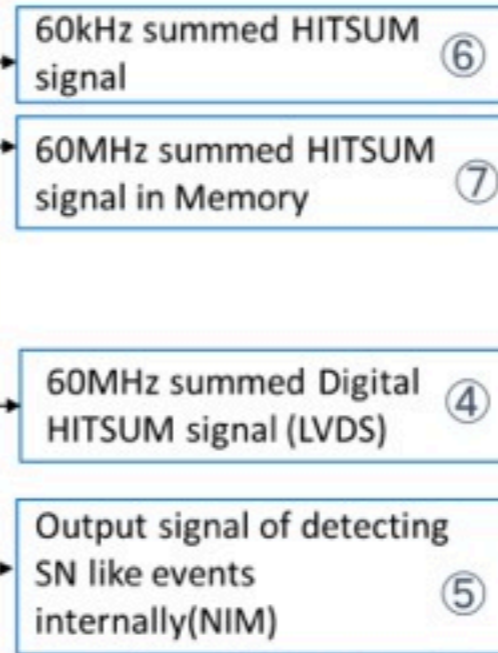 60kHz summed HITSUM
signal
⑥
60MHz summed HITSUM
signal in Memory
⑦
60MHz summed Digital
HITSUM signal (LVDS)
④
Output signal of detecting
SN like events
internally(NIM)
⑤